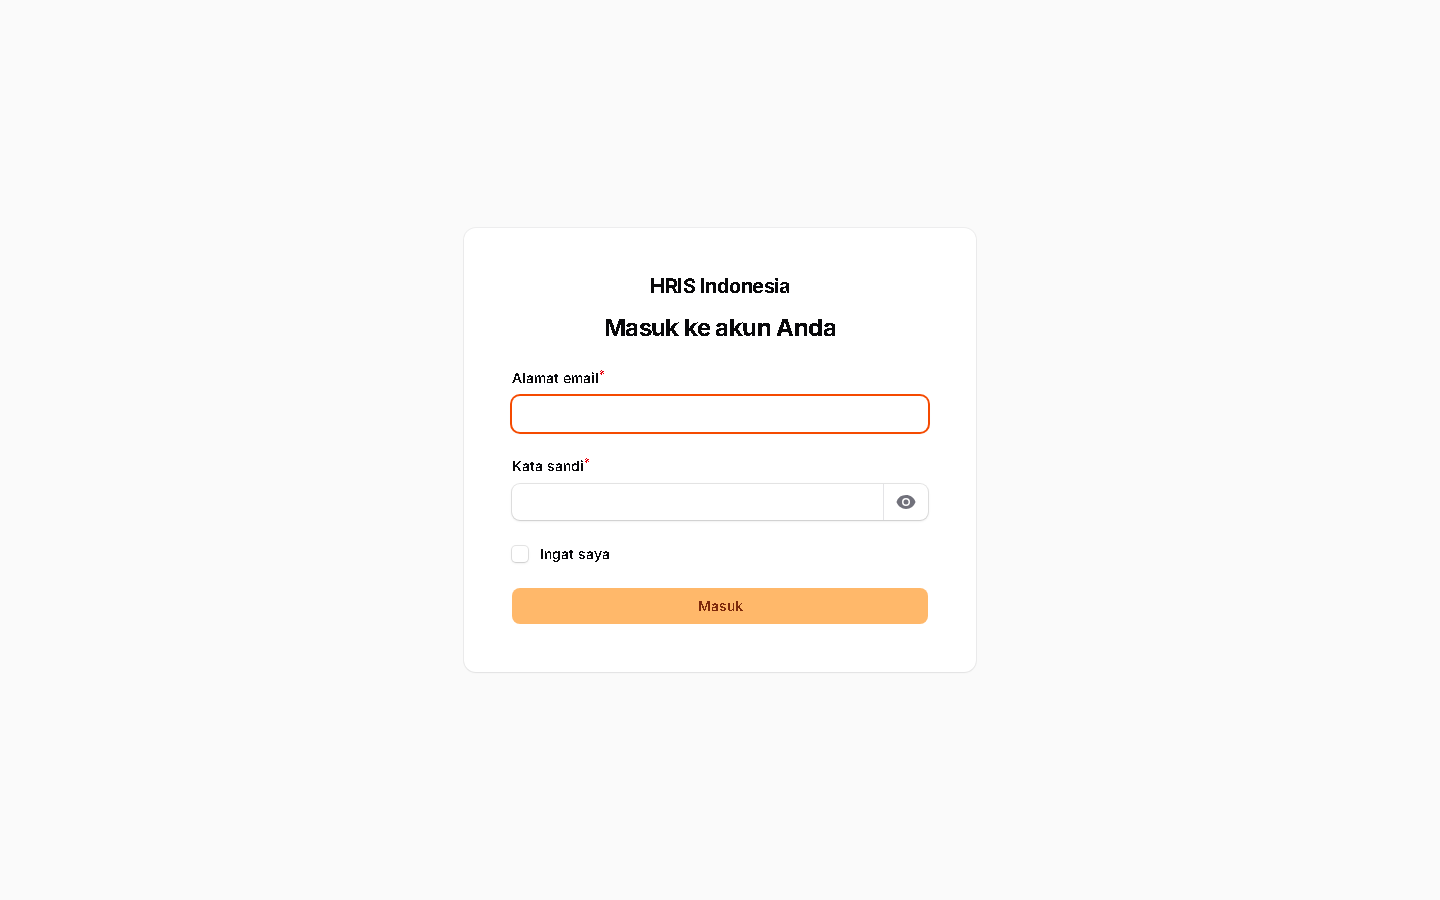 HRIS Indonesia
Masuk ke akun Anda
Alamat email*
Kata sandi*
Ingat saya
Masuk